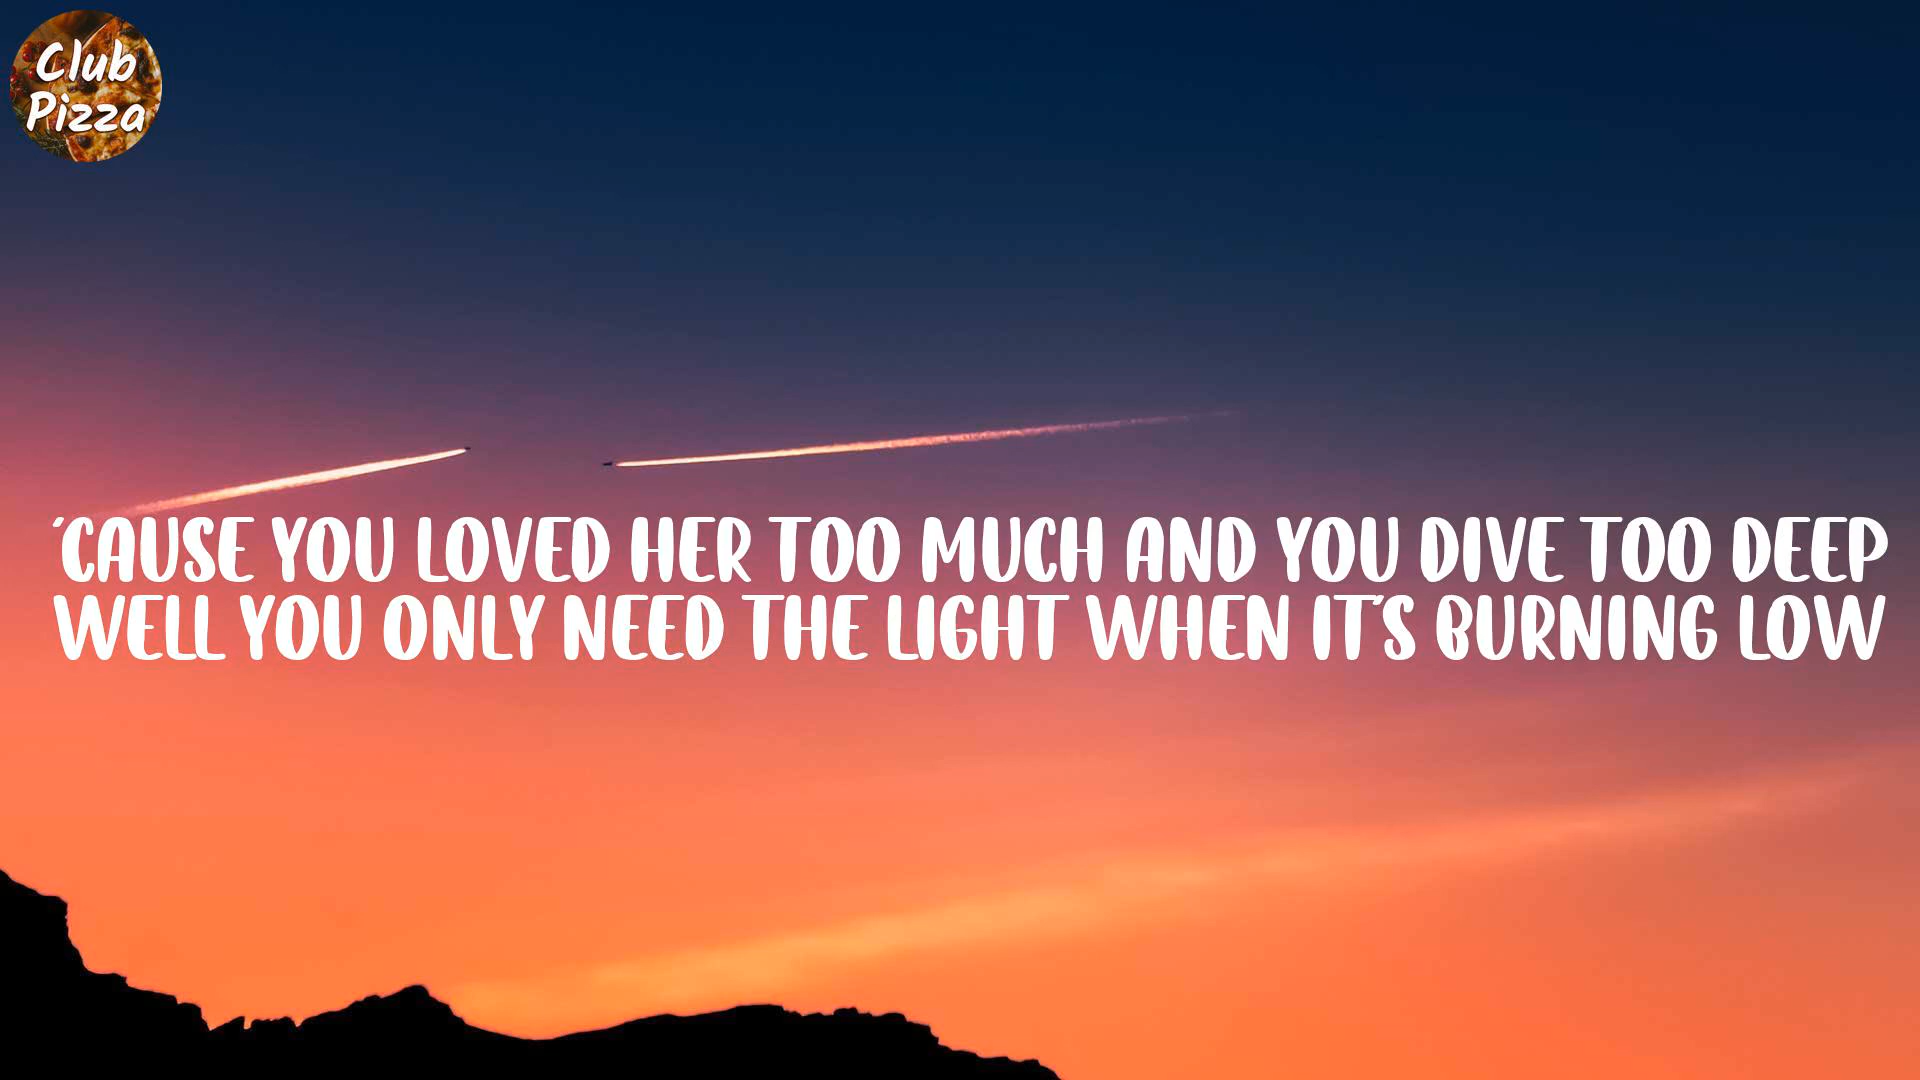 Club
Pizza
'CAUSE YOU LOVED HER TOO MUCH AND YOU DIVE TOO DEEP
WELL YOU ONLY NEED THE LIGHT WHEN IT'S BURNING LOW